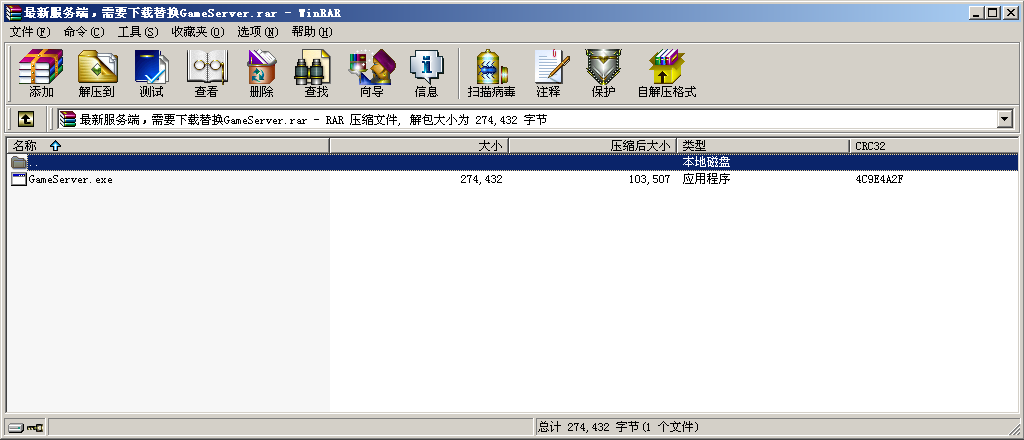 最新服务端，需要下载替换GameServer.rar - WinRAR
文件(F) 命令(C) 工具(S) 收藏夹(O) 选项(N) 帮助(H)
添加 解压到 测试 查看 删除 查找 向导 信息 扫描病毒 注释 保护 自解压格式
最新服务端，需要下载替换GameServer.rar - RAR 压缩文件, 解包大小为 274,432 字节
名称 大小 压缩后大小 类型 CRC32
.. 本地磁盘
GameServer.exe 274,432 103,507 应用程序 4C9E4A2F
总计 274,432 字节(1 个文件)